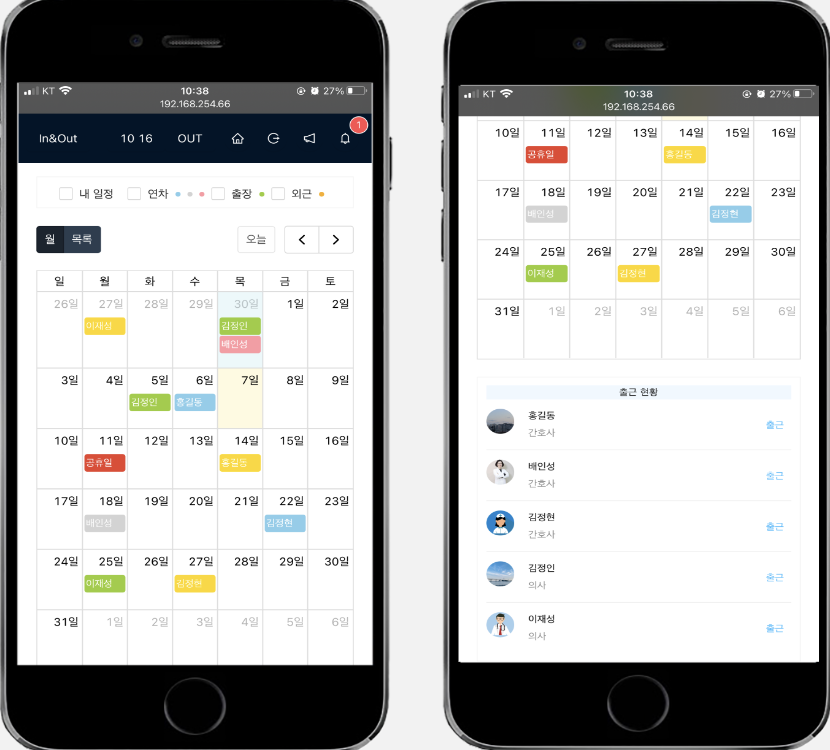 KT 10:38 27%
192.168.254.66
In&Out 10 16 OUT 1
내 일정 연차 출장 외근
월 목록 오늘
일 월 화 수 목 금 토
26일 27일 28일 29일 30일 1일 2일
이재성 김정인
배인성
3일 4일 5일 6일 7일 8일 9일
김정인 홍길동
10일 11일 12일 13일 14일 15일 16일
공휴일 홍길동
17일 18일 19일 20일 21일 22일 23일
배인성 김정현
24일 25일 26일 27일 28일 29일 30일
이재성 김정현
31일 1일 2일 3일 4일 5일 6일
KT 10:38 27%
192.168.254.66
10일 11일 12일 13일 14일 15일 16일
공휴일 홍길동
17일 18일 19일 20일 21일 22일 23일
배인성 김정현
24일 25일 26일 27일 28일 29일 30일
이재성 김정현
31일 1일 2일 3일 4일 5일 6일
출근 현황
홍길동
간호사 출근
배인성
간호사 출근
김정현
간호사 출근
김정인
의사 출근
이재성
의사 출근